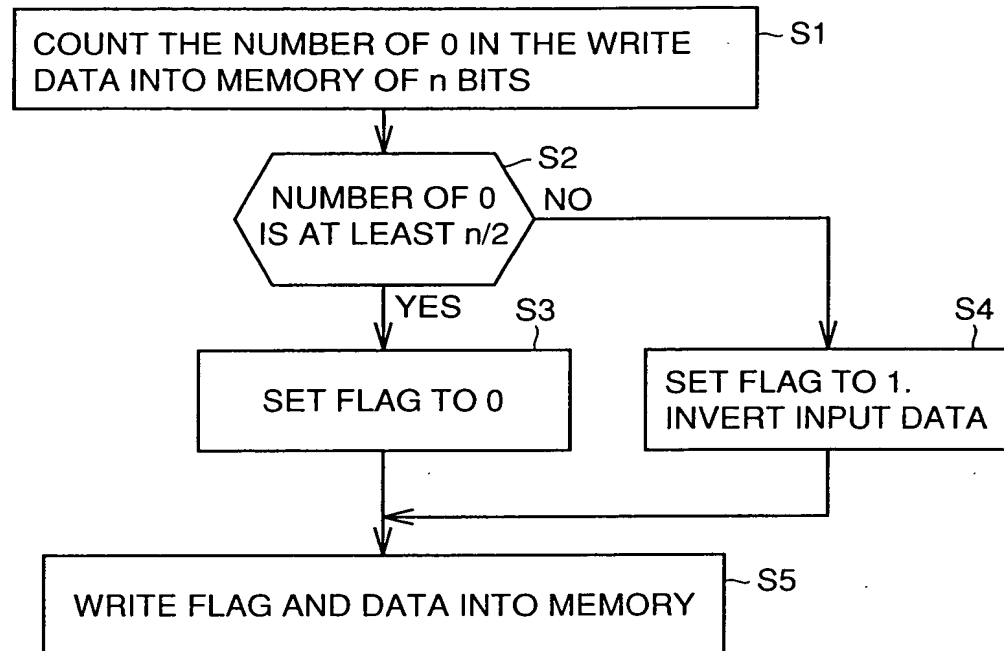 COUNT THE NUMBER OF 0 IN THE WRITE
DATA INTO MEMORY OF n BITS
S1
S2
NUMBER OF 0
IS AT LEAST n/2
NO
YES
S3
SET FLAG TO 0
S4
SET FLAG TO 1.
INVERT INPUT DATA
S5
WRITE FLAG AND DATA INTO MEMORY